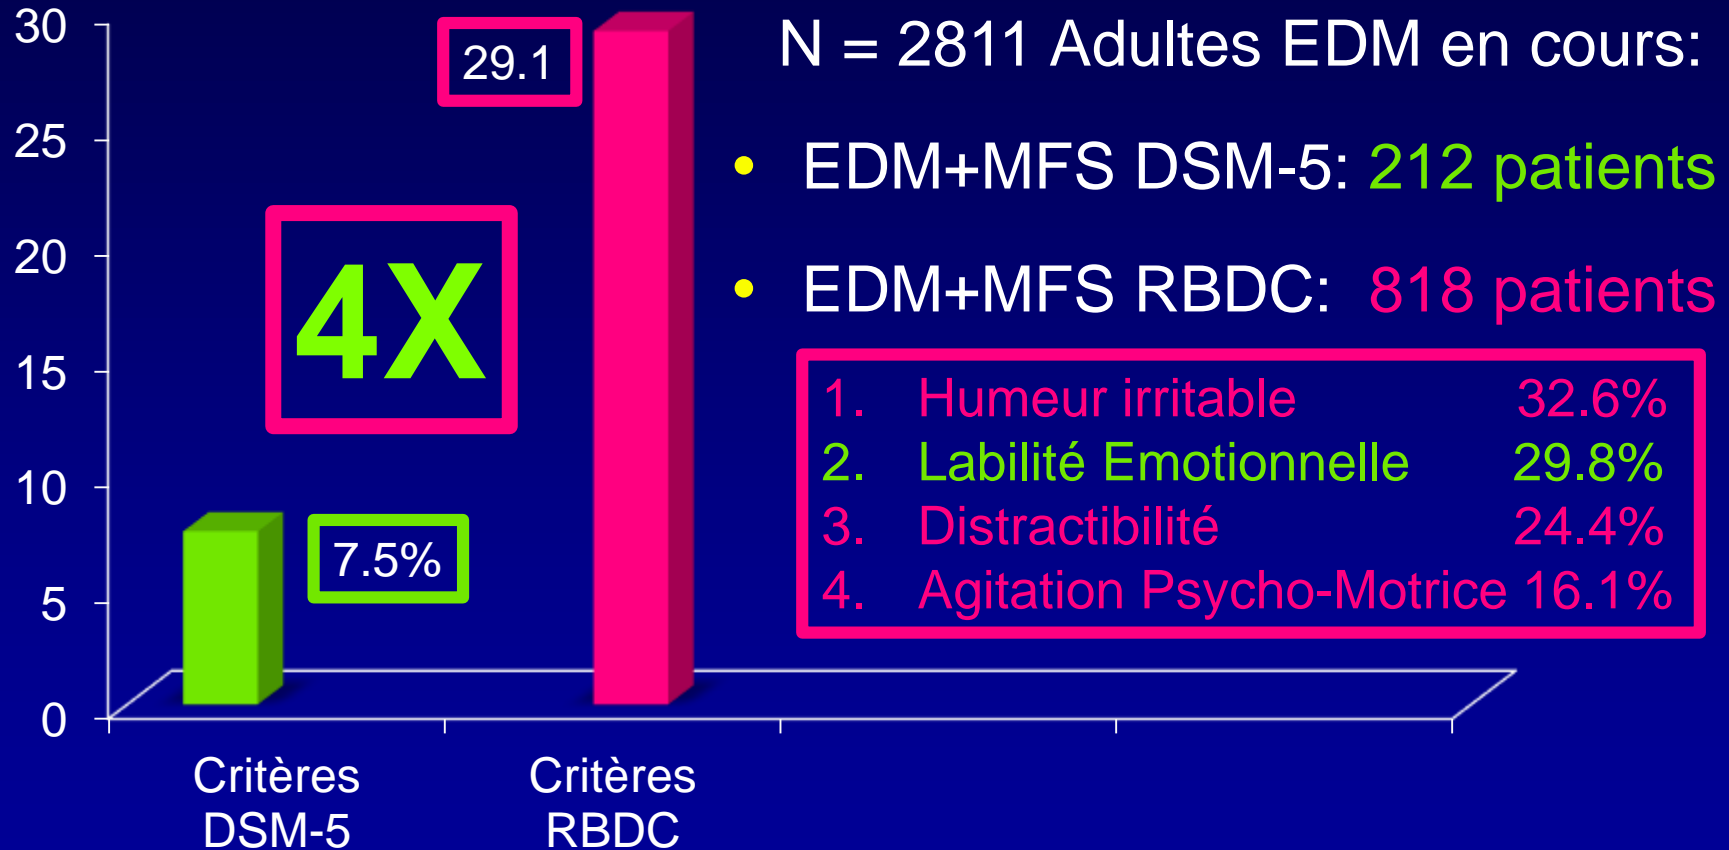 30
25
20
15
10
5
0
29.1
4X
7.5%
Critères
DSM-5
Critères
RBDC
N = 2811 Adultes EDM en cours:
• EDM+MFS DSM-5: 212 patients
• EDM+MFS RBDC: 818 patients
1. Humeur irritable 32.6%
2. Labilité Emotionnelle 29.8%
3. Distractibilité 24.4%
4. Agitation Psycho-Motrice 16.1%